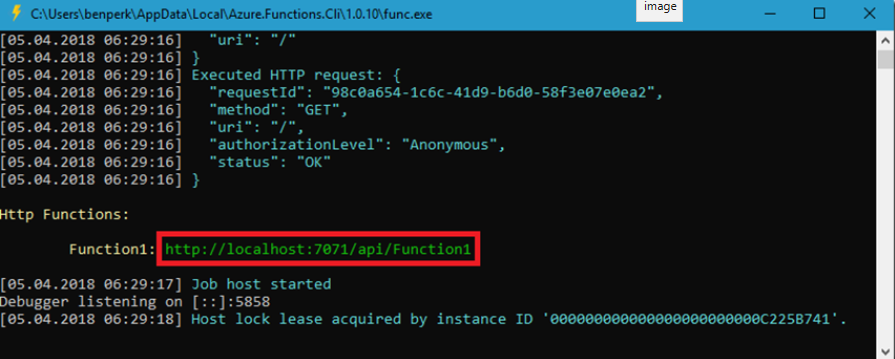 C:\Users\benperk\AppData\Local\Azure.Functions.Cli\1.0.10\func.exe
image
[05.04.2018 06:29:16]   "uri": "/"
[05.04.2018 06:29:16] }
[05.04.2018 06:29:16] Executed HTTP request: {
[05.04.2018 06:29:16]   "requestId": "98c0a654-1c6c-41d9-b6d0-58f3e07e0ea2",
[05.04.2018 06:29:16]   "method": "GET",
[05.04.2018 06:29:16]   "uri": "/",
[05.04.2018 06:29:16]   "authorizationLevel": "Anonymous",
[05.04.2018 06:29:16]   "status": "OK"
[05.04.2018 06:29:16] }
Http Functions:
Function1: http://localhost:7071/api/Function1
[05.04.2018 06:29:17] Job host started
Debugger listening on [::]:5858
[05.04.2018 06:29:18] Host lock lease acquired by instance ID '000000000000000000000000C225B741'.